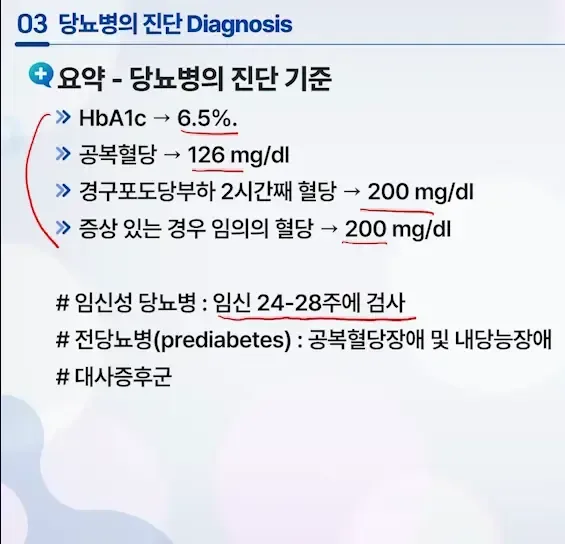 03 당뇨병의 진단 Diagnosis
요약 - 당뇨병의 진단 기준
HbA1c → 6.5%.
공복혈당 → 126 mg/dl
경구포도당부하 2시간째 혈당 → 200 mg/dl
증상 있는 경우 임의의 혈당 → 200 mg/dl
# 임신성 당뇨병 : 임신 24-28주에 검사
# 전당뇨병(prediabetes) : 공복혈당장애 및 내당능장애
# 대사증후군